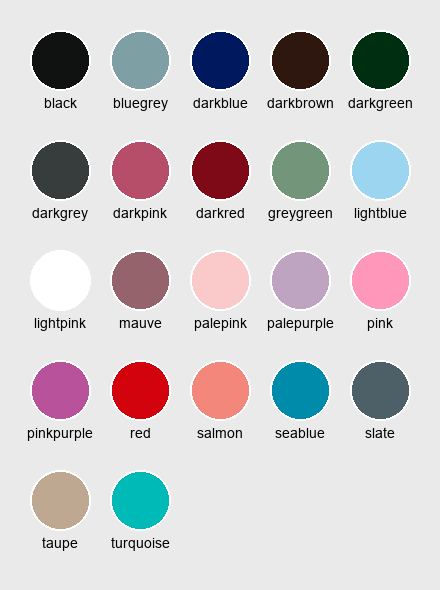 black bluegrey darkblue darkbrown darkgreen
darkgrey darkpink darkred greygreen lightblue
lightpink mauve palepink palepurple pink
pinkpurple red salmon seablue slate
taupe turquoise